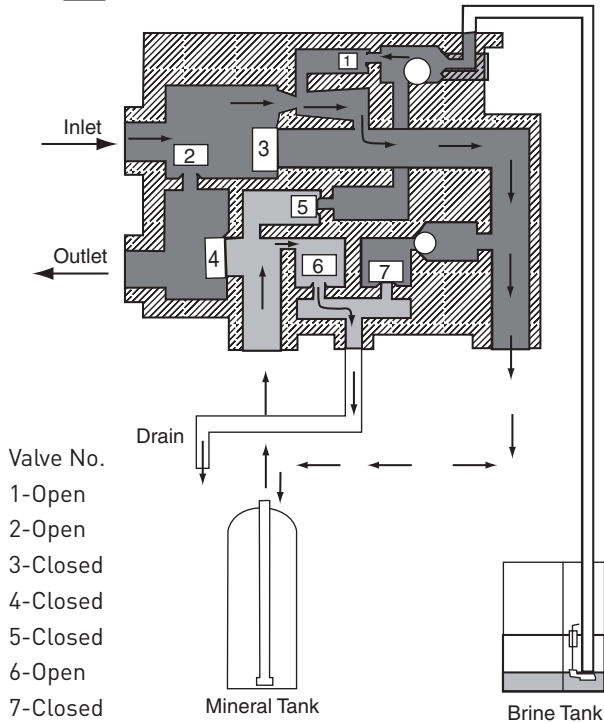 1
Inlet
2
3
5
Outlet
4
6
7
Drain
Valve No.
1-Open
2-Open
3-Closed
4-Closed
5-Closed
6-Open
7-Closed
Mineral Tank
Brine Tank